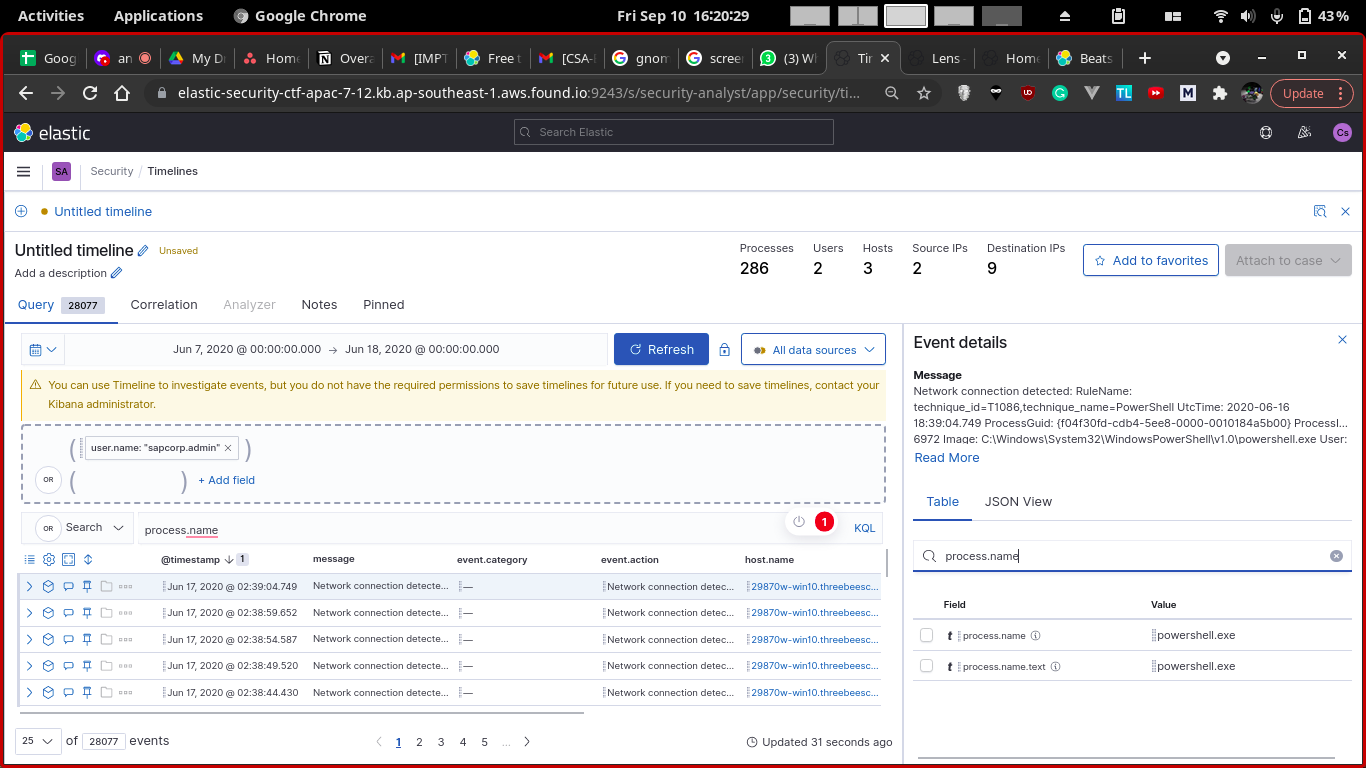 Activities Applications Google Chrome Fri Sep 10 16:20:29 43%
Goog an My Dr Home Overa [IMPT Free t [CSA-I gnom scree (3) Wh Tim Lens - Home Beats
elastic-security-ctf-apac-7-12.kb.ap-southeast-1.aws.found.io:9243/s/security-analyst/app/security/ti... Update
elastic Search Elastic Cs
SA Security / Timelines
Untitled timeline
Untitled timeline Unsaved
Add a description
Processes Users Hosts Source IPs Destination IPs
286 2 3 2 9
Add to favorites Attach to case
Query 28077 Correlation Analyzer Notes Pinned
Jun 7, 2020 @ 00:00:00.000 → Jun 18, 2020 @ 00:00:00.000 Refresh All data sources
You can use Timeline to investigate events, but you do not have the required permissions to save timelines for future use. If you need to save timelines, contact your
Kibana administrator.
( user.name: "sapcorp.admin" × )
OR ( ) + Add field
OR Search process.name 1 KQL
@timestamp 1 message event.category event.action host.name
Jun 17, 2020 @ 02:39:04.749 Network connection detecte... — Network connection detec... 29870w-win10.threebeesc...
Jun 17, 2020 @ 02:38:59.652 Network connection detecte... — Network connection detec... 29870w-win10.threebeesc...
Jun 17, 2020 @ 02:38:54.587 Network connection detecte... — Network connection detec... 29870w-win10.threebeesc...
Jun 17, 2020 @ 02:38:49.520 Network connection detecte... — Network connection detec... 29870w-win10.threebeesc...
Jun 17, 2020 @ 02:38:44.430 Network connection detecte... — Network connection detec... 29870w-win10.threebeesc...
25 of 28077 events 1 2 3 4 5 ... Updated 31 seconds ago
Event details
Message
Network connection detected: RuleName:
technique_id=T1086,technique_name=PowerShell UtcTime: 2020-06-16
18:39:04.749 ProcessGuid: {f04f30fd-cdb4-5ee8-0000-0010184a5b00} ProcessI...
6972 Image: C:\Windows\System32\WindowsPowerShell\v1.0\powershell.exe User:
Read More
Table JSON View
process.name
Field Value
t process.name powershell.exe
t process.name.text powershell.exe